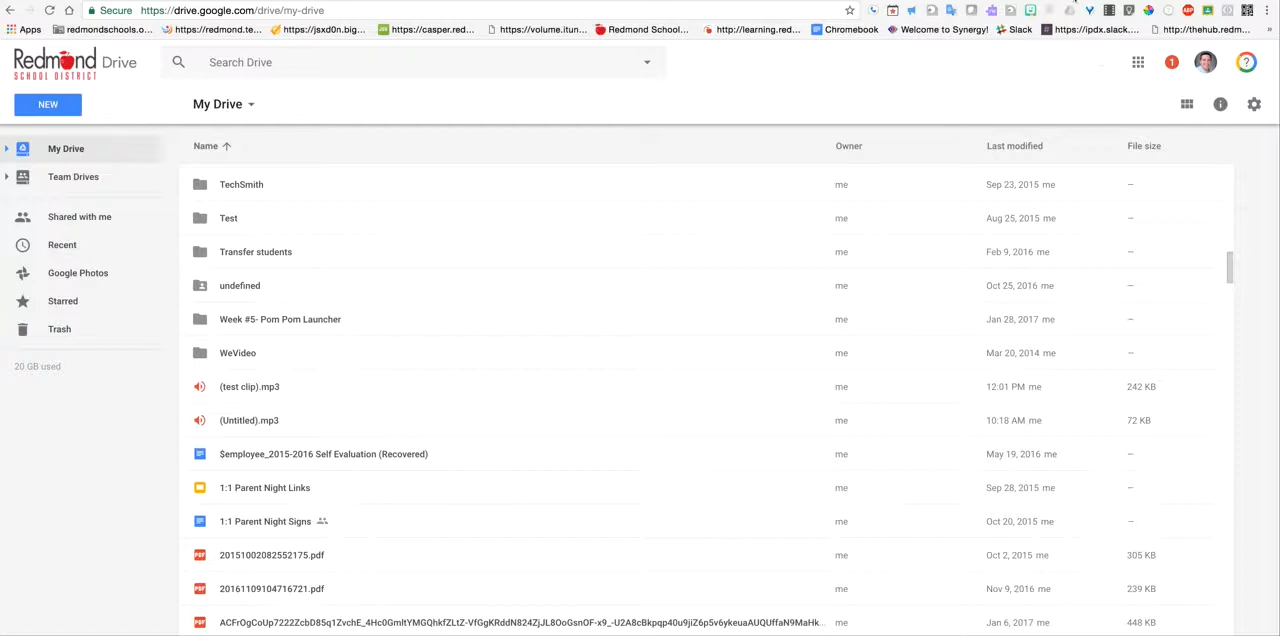 Secure https://drive.google.com/drive/my-drive
Apps redmondschools.o... https://redmond.te... https://jsxd0n.big... https://casper.red... https://volume.itun... Redmond School... http://learning.red... Chromebook Welcome to Synergy! Slack https://ipdx.slack.... http://thehub.redm... »
Redmond SCHOOL DISTRICT Drive Search Drive 1 ?
NEW My Drive
Name Owner Last modified File size
My Drive
Team Drives
Shared with me
Recent
Google Photos
Starred
Trash
20 GB used
TechSmith me Sep 23, 2015 me –
Test me Aug 25, 2015 me –
Transfer students me Feb 9, 2016 me –
undefined me Oct 25, 2016 me –
Week #5- Pom Pom Launcher me Jan 28, 2017 me –
WeVideo me Mar 20, 2014 me –
(test clip).mp3 me 12:01 PM me 242 KB
(Untitled).mp3 me 10:18 AM me 72 KB
$employee_2015-2016 Self Evaluation (Recovered) me May 19, 2016 me –
1:1 Parent Night Links me Sep 28, 2015 me –
1:1 Parent Night Signs me Oct 20, 2015 me –
PDF 20151002082552175.pdf me Oct 2, 2015 me 305 KB
PDF 20161109104716721.pdf me Nov 9, 2016 me 239 KB
PDF ACFrOgCoUp7222ZcbD85q1ZvchE_4Hc0GmltYMGQhkfZLtZ-VfGgKRddN824ZjJL8OoGsnOF-x9_-U2A8cBkpqp40u9jiZ6p5v6ykeuaAUQUffaN9MaHk... me Jan 6, 2017 me 448 KB